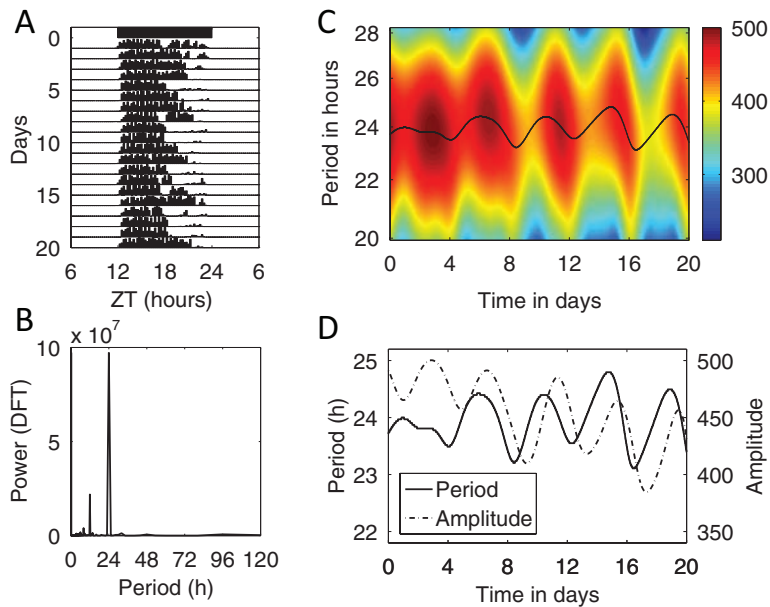 A
0
5
10
15
20
Days
6 12 18 24 6
ZT (hours)
B
x 10^7
10
5
0
Power (DFT)
0 24 48 72 96 120
Period (h)
C
28
26
24
22
20
Period in hours
0 4 8 12 16 20
Time in days
500
400
300
D
25
24
23
22
Period (h)
500
450
400
350
Amplitude
Period
Amplitude
0 4 8 12 16 20
Time in days